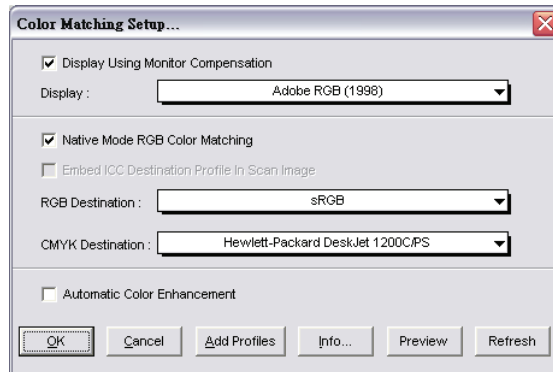 Color Matching Setup...
Display Using Monitor Compensation
Display : Adobe RGB (1998)
Native Mode RGB Color Matching
Embed ICC Destination Profile In Scan Image
RGB Destination : sRGB
CMYK Destination : Hewlett-Packard DeskJet 1200C/PS
Automatic Color Enhancement
OK Cancel Add Profiles Info... Preview Refresh